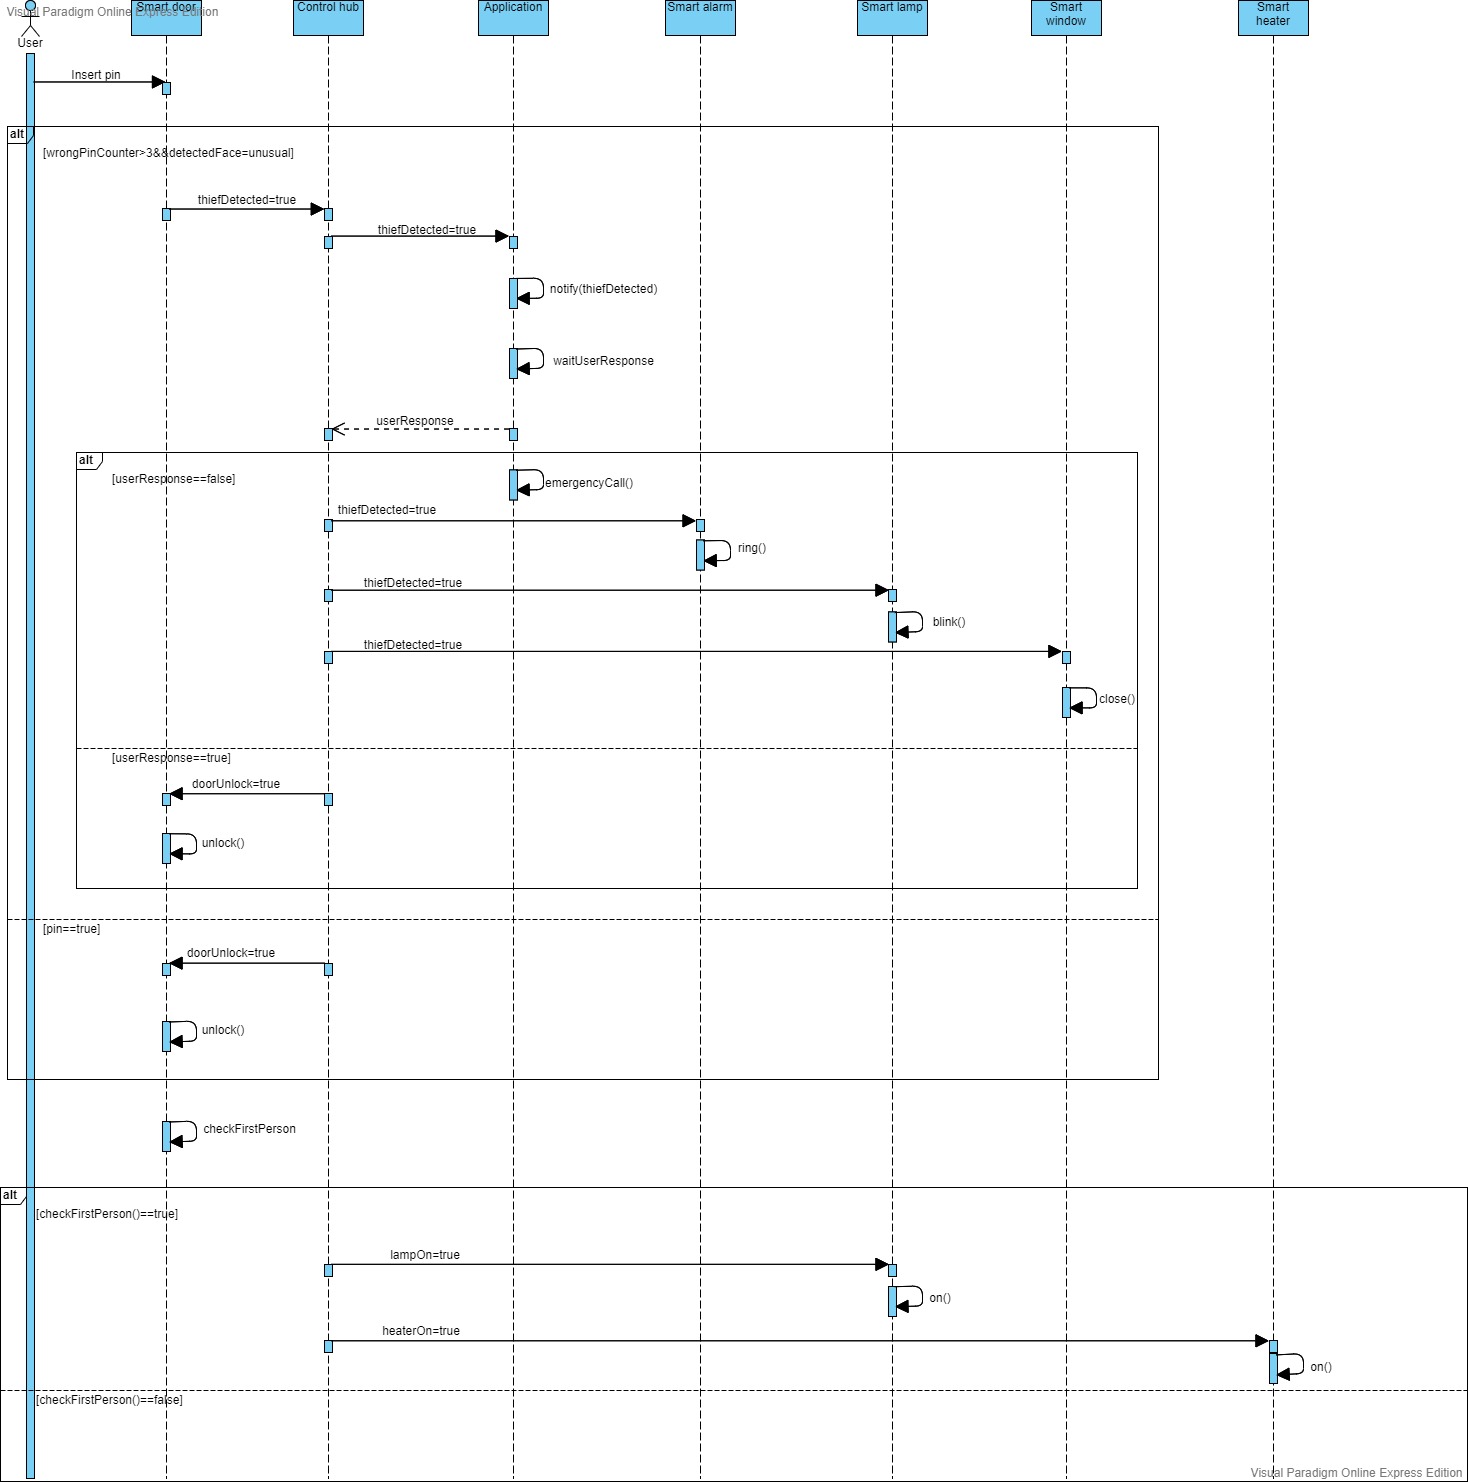 Visual Paradigm Online Express Edition
User
Smart door
Control hub
Application
Smart alarm
Smart lamp
Smart
window
Smart
heater
Insert pin
alt
[wrongPinCounter>3&&detectedFace=unusual]
thiefDetected=true
thiefDetected=true
notify(thiefDetected)
waitUserResponse
userResponse
alt
[userResponse==false]
emergencyCall()
thiefDetected=true
ring()
thiefDetected=true
blink()
thiefDetected=true
close()
[userResponse==true]
doorUnlock=true
unlock()
[pin==true]
doorUnlock=true
unlock()
checkFirstPerson
alt
[checkFirstPerson()==true]
lampOn=true
on()
heaterOn=true
on()
[checkFirstPerson()==false]
Visual Paradigm Online Express Edition